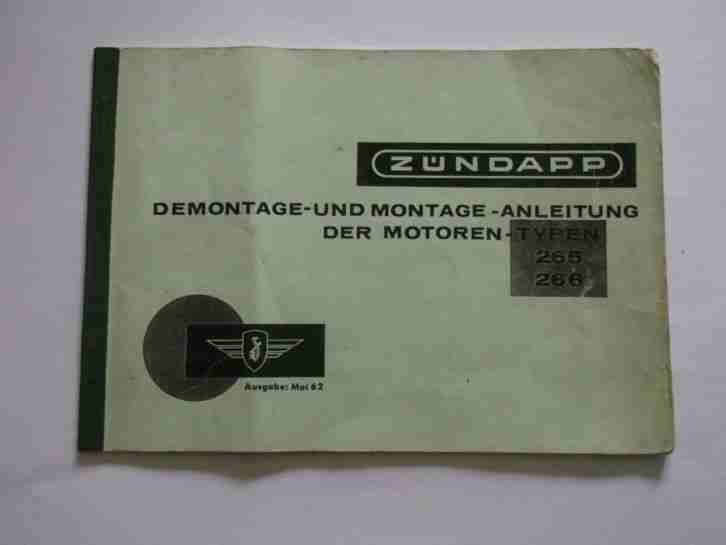 ZÜNDAPP
DEMONTAGE-UND MONTAGE-ANLEITUNG
DER MOTOREN-TYPEN
265
266
Ausgabe: Mai 62